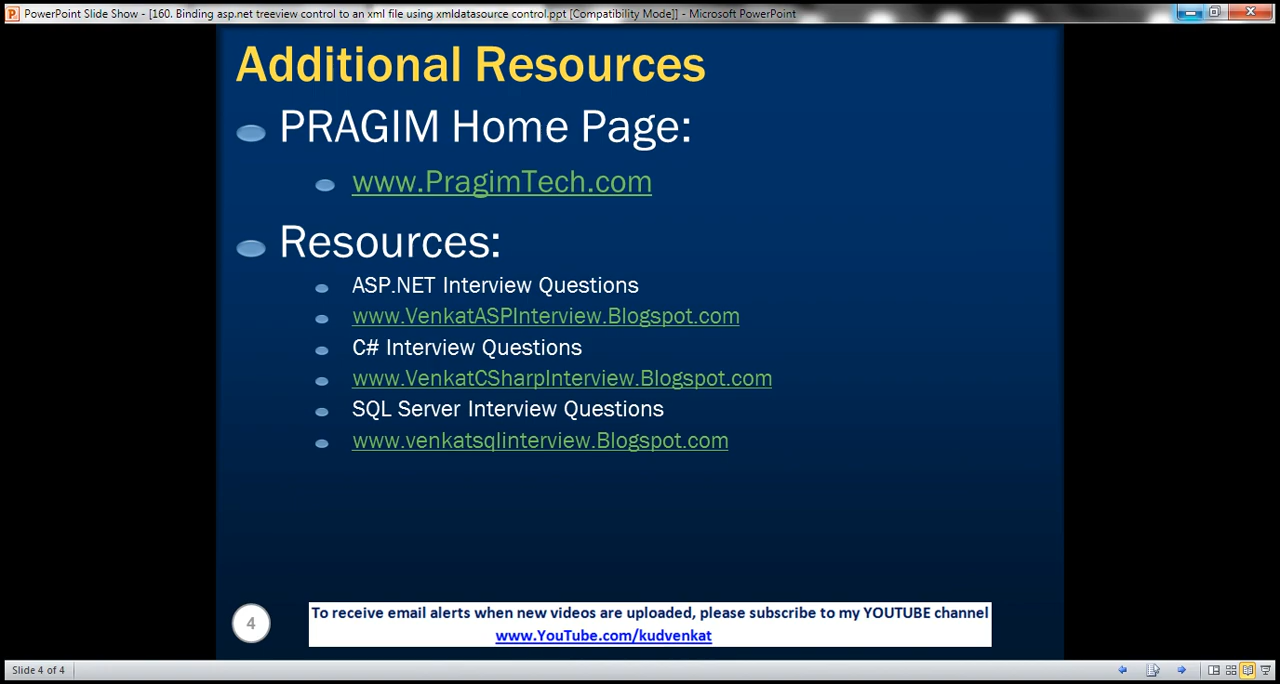 PowerPoint Slide Show - [160. Binding asp.net treeview control to an xml file using xmldatasource control.ppt [Compatibility Mode]] - Microsoft PowerPoint
Additional Resources
PRAGIM Home Page:
www.PragimTech.com
Resources:
ASP.NET Interview Questions
www.VenkatASPInterview.Blogspot.com
C# Interview Questions
www.VenkatCSharpInterview.Blogspot.com
SQL Server Interview Questions
www.venkatsqlinterview.Blogspot.com
4
To receive email alerts when new videos are uploaded, please subscribe to my YOUTUBE channel
www.YouTube.com/kudvenkat
Slide 4 of 4